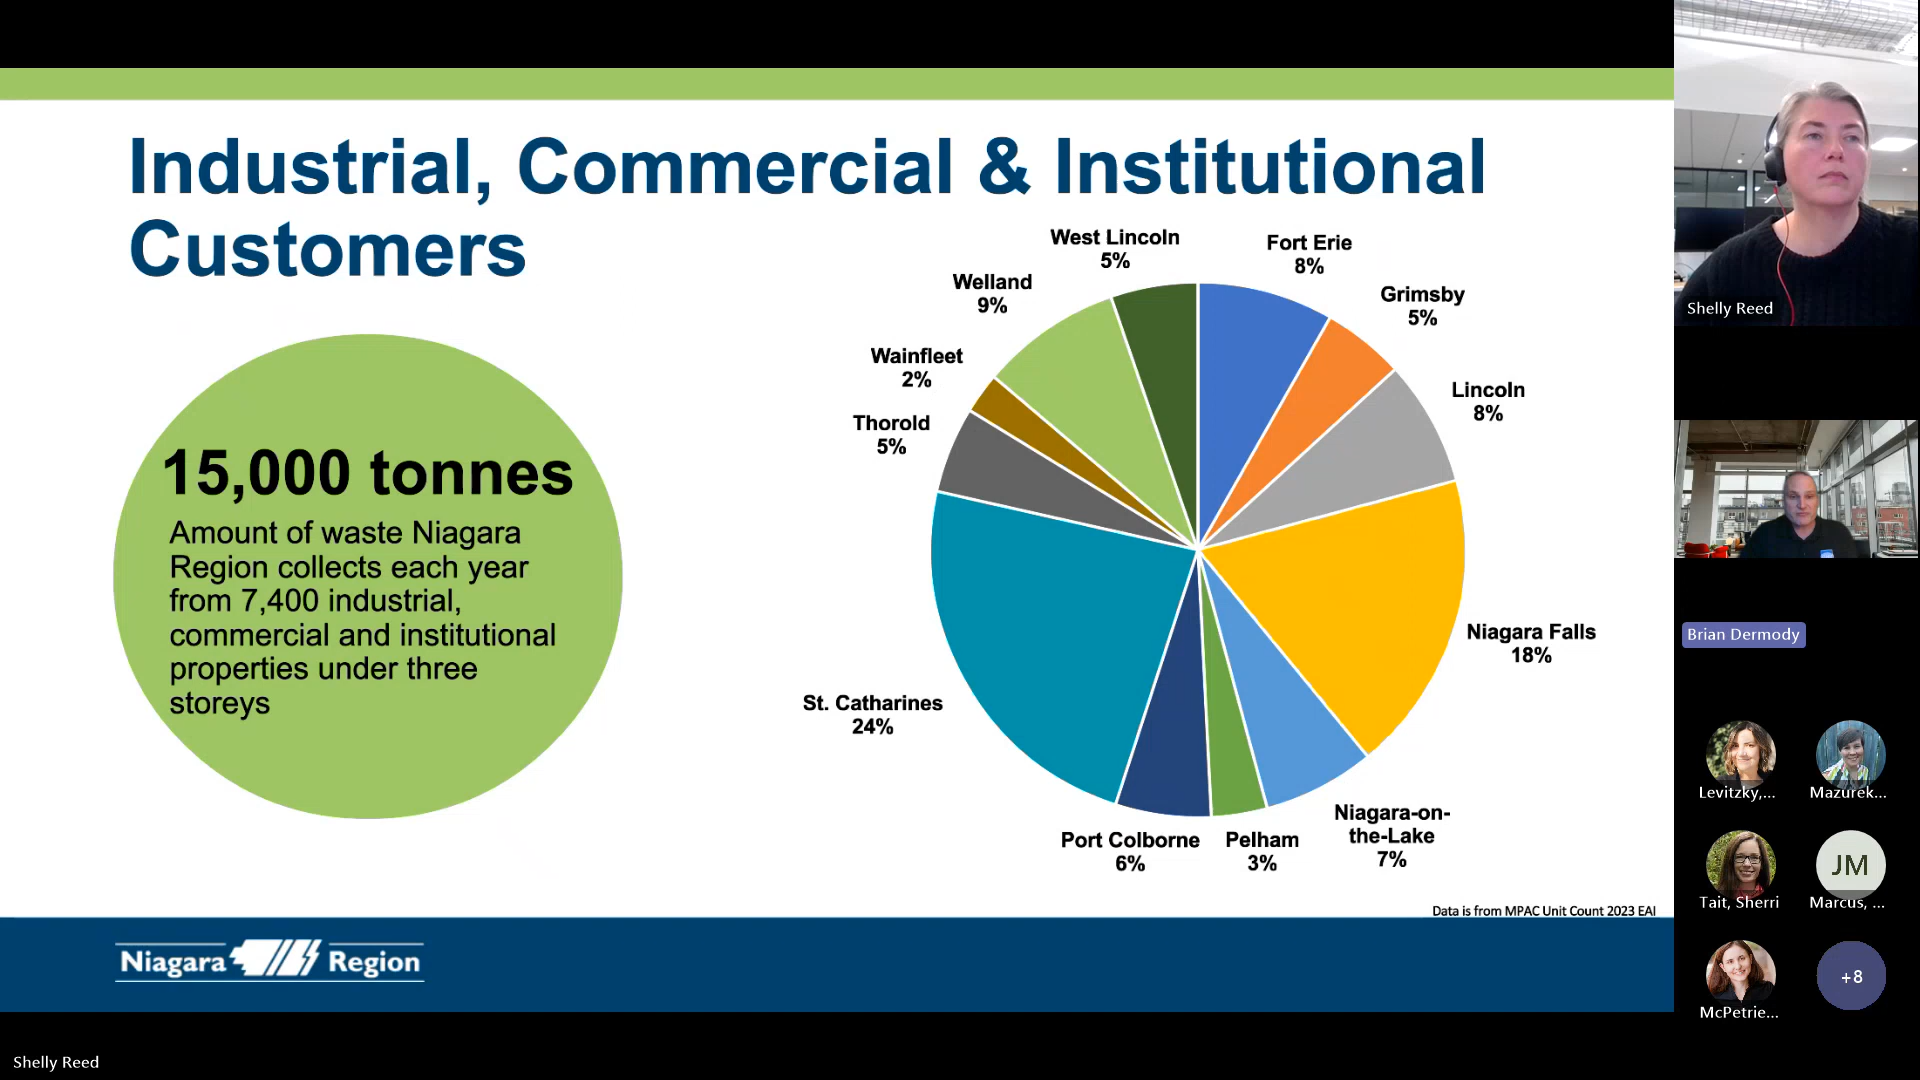 Industrial, Commercial & Institutional
Customers
15,000 tonnes
Amount of waste Niagara
Region collects each year
from 7,400 industrial,
commercial and institutional
properties under three
storeys
West Lincoln
5%
Fort Erie
8%
Welland
9%
Grimsby
5%
Wainfleet
2%
Lincoln
8%
Thorold
5%
Niagara Falls
18%
St. Catharines
24%
Niagara-on-
the-Lake
7%
Port Colborne
6%
Pelham
3%
Data is from MPAC Unit Count 2023 EAI
Niagara Region
Shelly Reed
Shelly Reed
Brian Dermody
Levitzky,...
Mazurek...
Tait, Sherri
JM
Marcus, ...
McPetrie...
+8